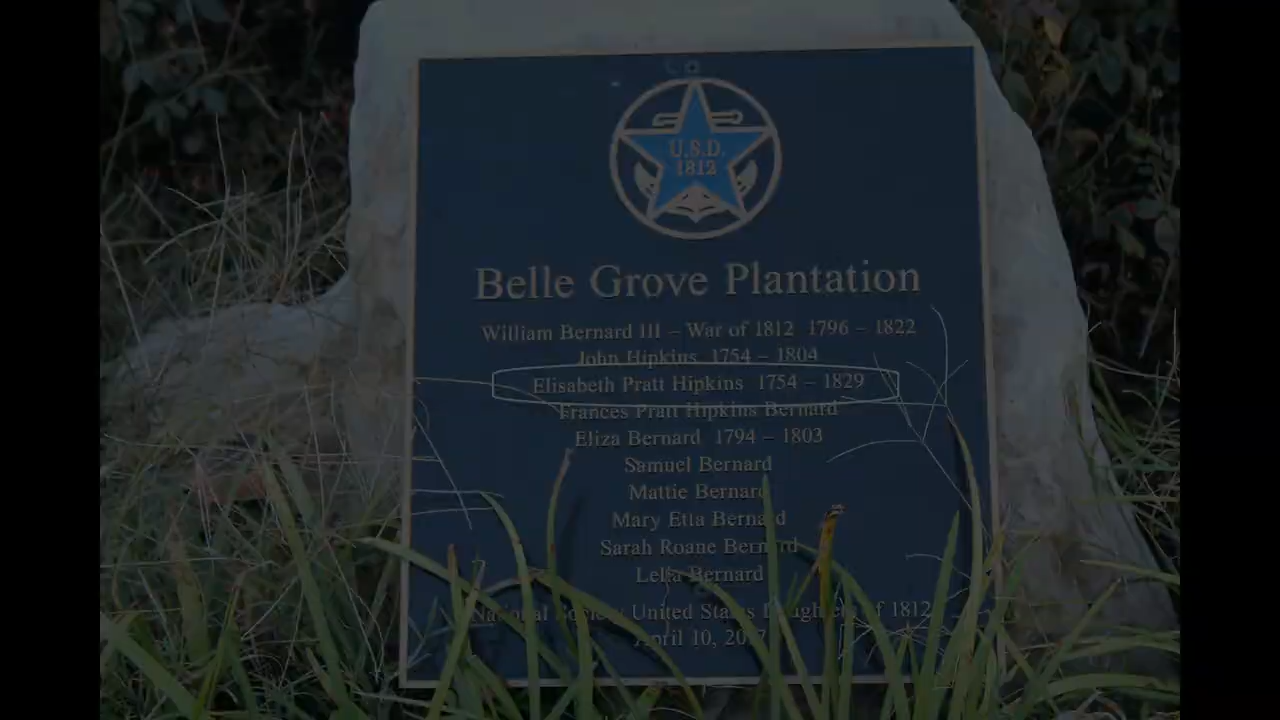 U.S.D.
1812
Belle Grove Plantation
William Bernard III – War of 1812 1796 – 1822
John Hipkins 1754 – 1804
Elisabeth Pratt Hipkins 1754 – 1829
Frances Pratt Hipkins Bernard
Eliza Bernard 1794 – 1803
Samuel Bernard
Mattie Bernard
Mary Etta Bernard
Sarah Roane Bernard
Lelia Bernard
National Society United States Daughters of 1812
April 10,